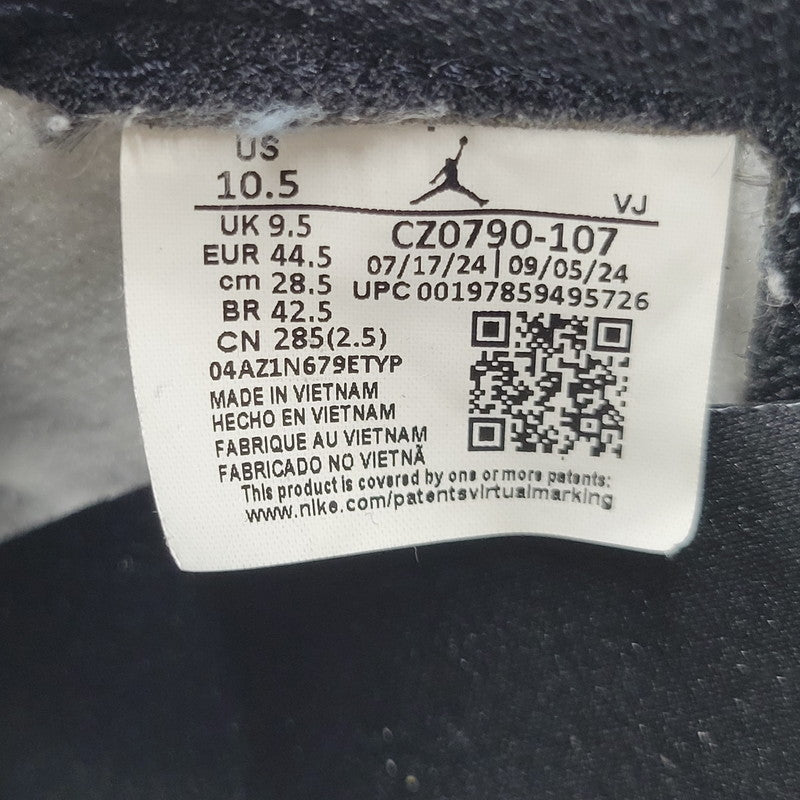 US
10.5
VJ
UK 9.5
EUR 44.5
cm 28.5
BR 42.5
CN 285(2.5)
04AZ1N679ETYP
CZ0790-107
07/17/24 | 09/05/24
UPC 00197859495726
MADE IN VIETNAM
HECHO EN VIETNAM
FABRIQUE AU VIETNAM
FABRICADO NO VIETNÃ
This product is covered by one or more patents:
www.nike.com/patentsvirtualmarking